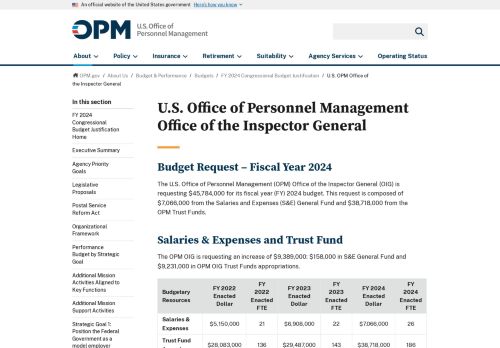 An official website of the United States government Here's how you know
OPM U.S. Office of
Personnel Management
About Policy Insurance Retirement Suitability Agency Services Operating Status
OPM.gov / About Us / Budget & Performance / Budgets / FY 2024 Congressional Budget Justification / U.S. OPM Office of
the Inspector General
In this section
FY 2024
Congressional
Budget Justification
Home
Executive Summary
Agency Priority
Goals
Legislative
Proposals
Postal Service
Reform Act
Organizational
Framework
Performance
Budget by Strategic
Goal
Additional Mission
Activities Aligned to
Key Functions
Additional Mission
Support Activities
Strategic Goal 1:
Position the Federal
Government as a
model employer
U.S. Office of Personnel Management
Office of the Inspector General
Budget Request – Fiscal Year 2024
The U.S. Office of Personnel Management (OPM) Office of the Inspector General (OIG) is
requesting $45,784,000 for its fiscal year (FY) 2024 budget. This request is composed of
$7,066,000 from the Salaries and Expenses (S&E) General Fund and $38,718,000 from the
OPM Trust Funds.
Salaries & Expenses and Trust Fund
The OPM OIG is requesting an increase of $9,389,000: $158,000 in S&E General Fund and
$9,231,000 in OPM OIG Trust Funds appropriations.
Budgetary Resources FY 2022 Enacted Dollar FY 2022 Enacted FTE FY 2023 Enacted Dollar FY 2023 Enacted FTE FY 2024 Enacted Dollar FY 2024 Enacted FTE
Salaries & Expenses $5,150,000 21 $6,908,000 22 $7,066,000 26
Trust Fund $28,083,000 136 $29,487,000 143 $38,718,000 186